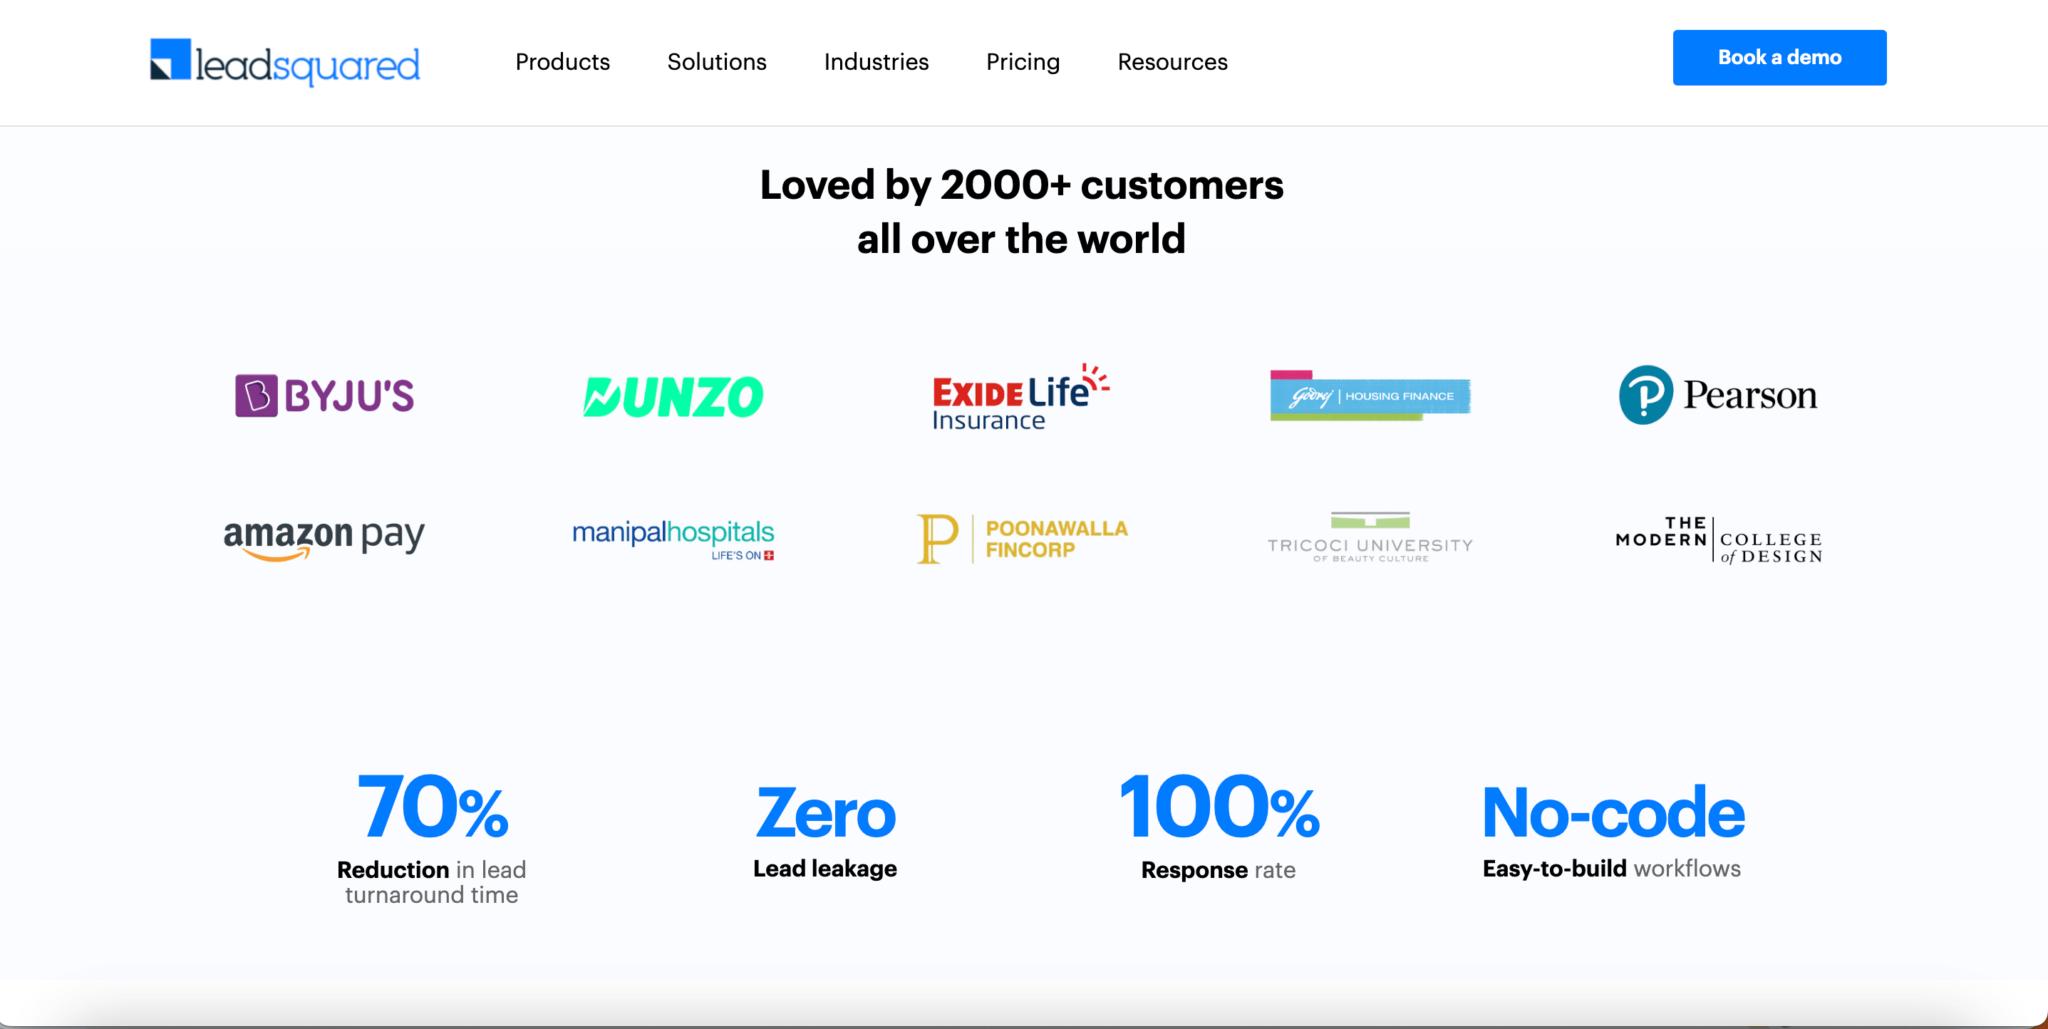 leadsquared
Products
Solutions
Industries
Pricing
Resources
Book a demo
Loved by 2000+ customers
all over the world
B BYJU'S
DUNZO
EXIDE Life
Insurance
Godrej | HOUSING FINANCE
P Pearson
amazon pay
manipalhospitals
LIFE'S ON
P POONAWALLA
FINCORP
TRICOCI UNIVERSITY
OF BEAUTY CULTURE
THE
MODERN COLLEGE
of DESIGN
70%
Reduction in lead
turnaround time
Zero
Lead leakage
100%
Response rate
No-code
Easy-to-build workflows